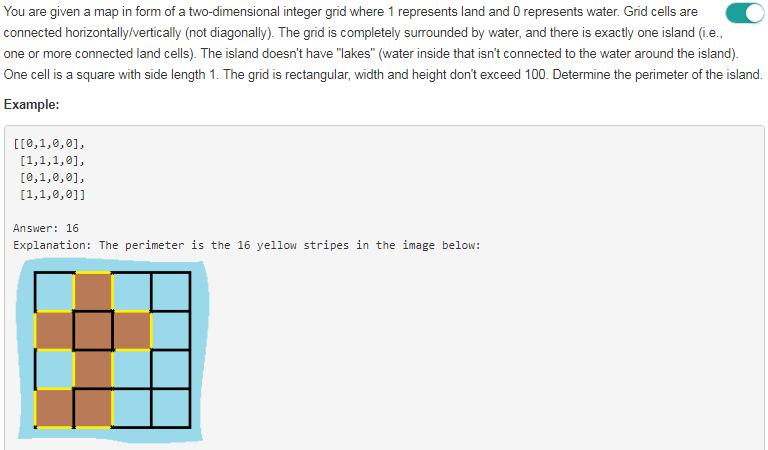 You are given a map in form of a two-dimensional integer grid where 1 represents land and 0 represents water. Grid cells are
connected horizontally/vertically (not diagonally). The grid is completely surrounded by water, and there is exactly one island (i.e.,
one or more connected land cells). The island doesn't have "lakes" (water inside that isn't connected to the water around the island).
One cell is a square with side length 1. The grid is rectangular, width and height don't exceed 100. Determine the perimeter of the island.
Example:
[[0,1,0,0],
[1,1,1,0],
[0,1,0,0],
[1,1,0,0]]
Answer: 16
Explanation: The perimeter is the 16 yellow stripes in the image below: